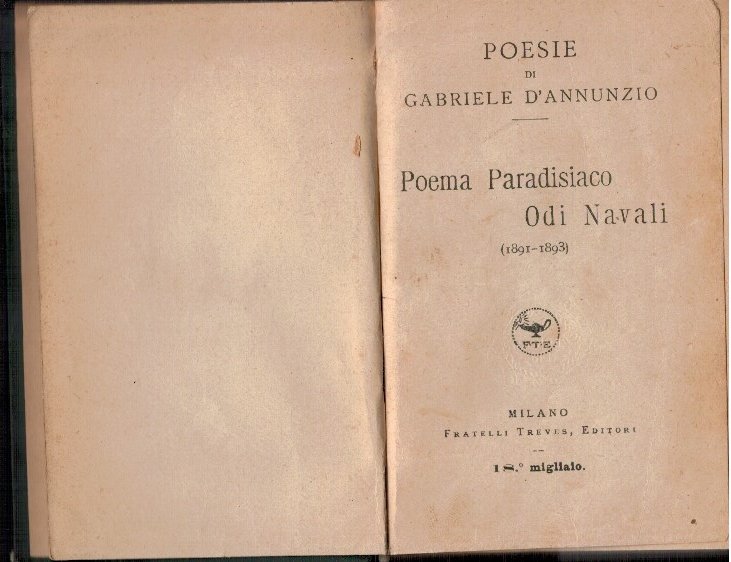 POESIE
DI
GABRIELE D'ANNUNZIO
Poema Paradisiaco
Odi Navali
(1891-1893)
F·T·E
MILANO
FRATELLI TREVES, EDITORI
18.° migliaio.